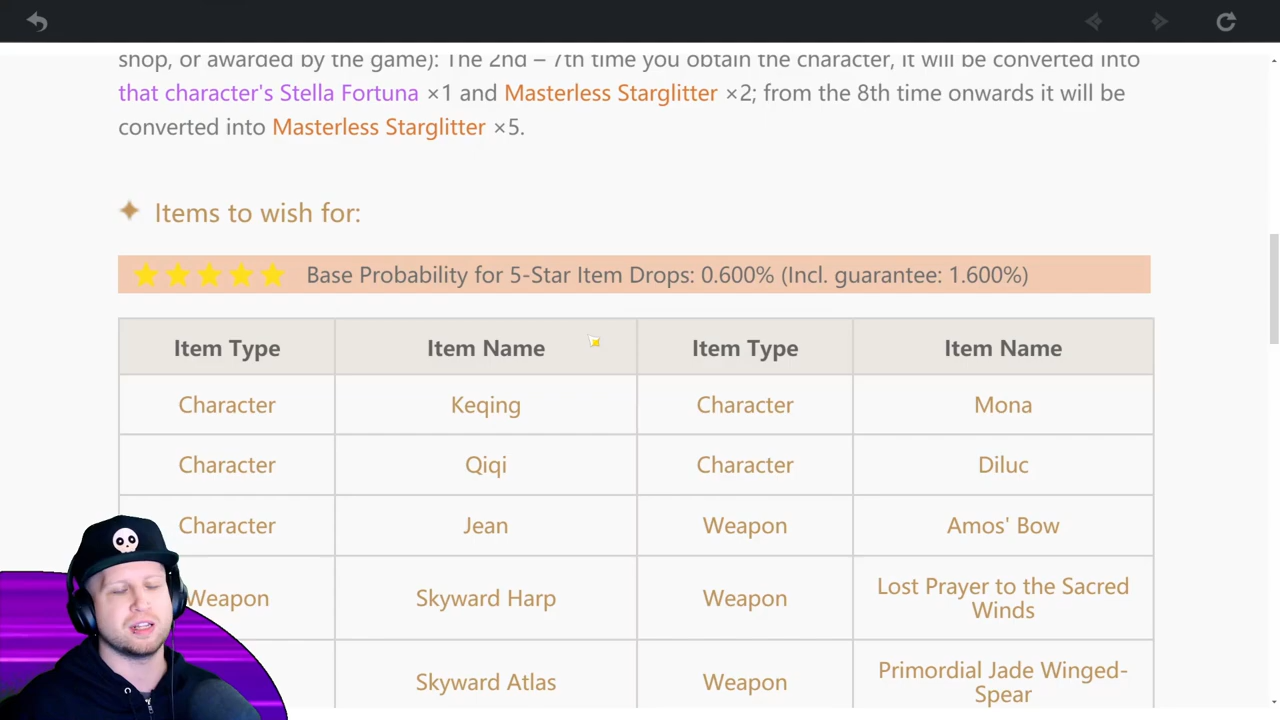 shop, or awarded by the game): The 2nd – 7th time you obtain the character, it will be converted into
that character's Stella Fortuna ×1 and Masterless Starglitter ×2; from the 8th time onwards it will be
converted into Masterless Starglitter ×5.
Items to wish for:
Base Probability for 5-Star Item Drops: 0.600% (Incl. guarantee: 1.600%)
Item Type Item Name Item Type Item Name
Character Keqing Character Mona
Character Qiqi Character Diluc
Character Jean Weapon Amos' Bow
Weapon Skyward Harp Weapon Lost Prayer to the Sacred
Winds
Skyward Atlas Weapon Primordial Jade Winged-
Spear